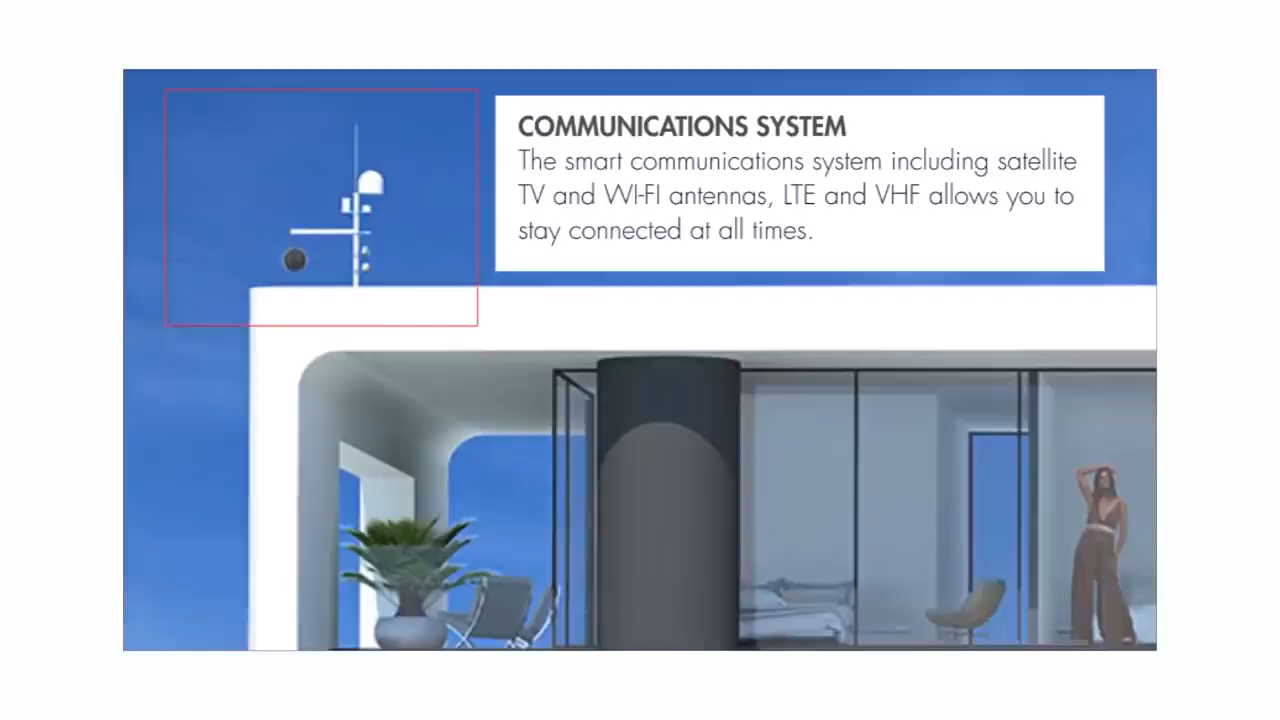 COMMUNICATIONS SYSTEM
The smart communications system including satellite
TV and WI-FI antennas, LTE and VHF allows you to
stay connected at all times.